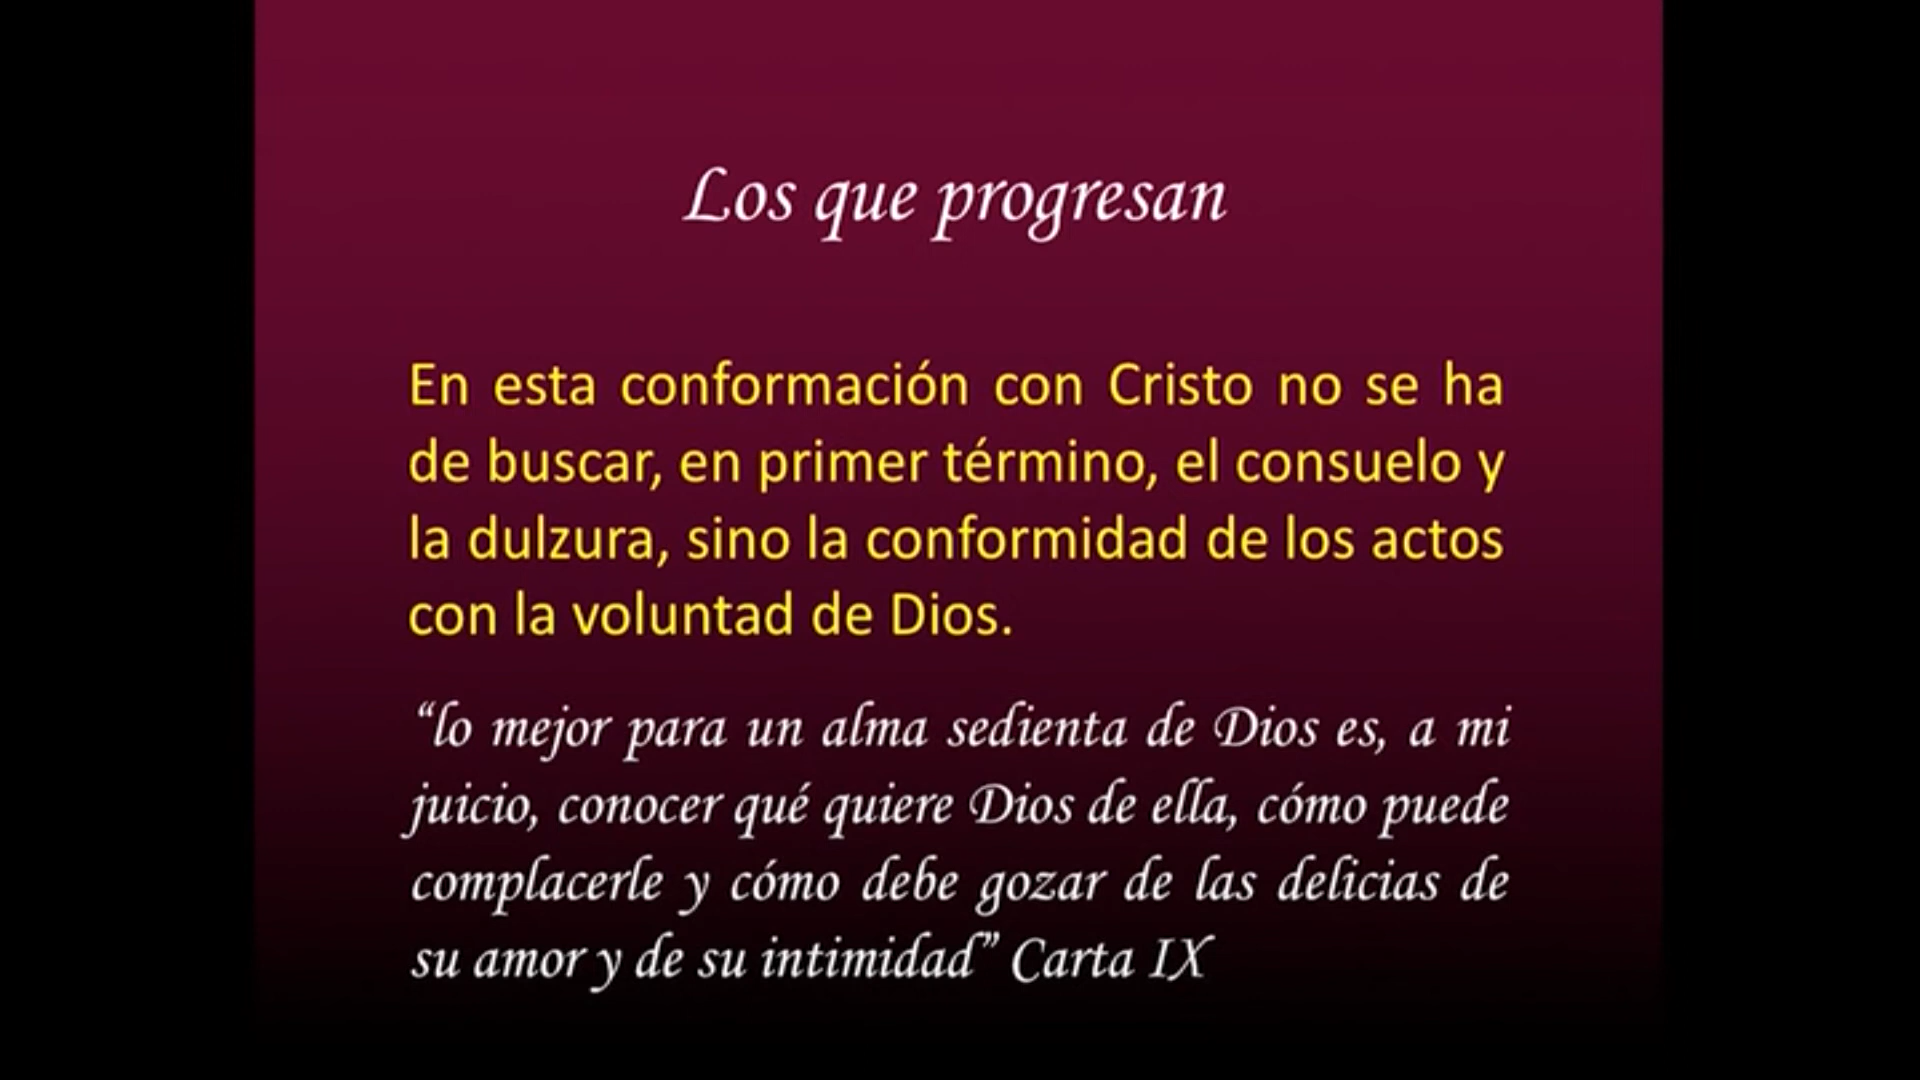 Los que progresan
En esta conformación con Cristo no se ha
de buscar, en primer término, el consuelo y
la dulzura, sino la conformidad de los actos
con la voluntad de Dios.
“lo mejor para un alma sedienta de Dios es, a mi
juicio, conocer qué quiere Dios de ella, cómo puede
complacerle y cómo debe gozar de las delicias de
su amor y de su intimidad” Carta IX